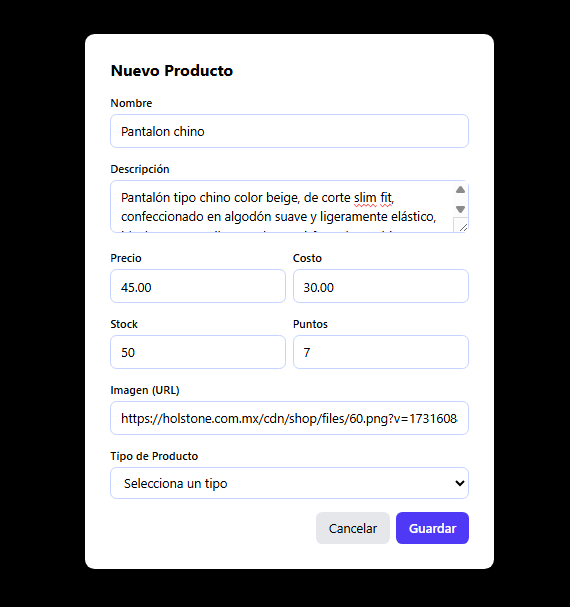 Nuevo Producto
Nombre
Pantalon chino
Descripción
Pantalón tipo chino color beige, de corte slim fit,
confeccionado en algodón suave y ligeramente elástico,
Precio
Costo
45.00
30.00
Stock
Puntos
50
7
Imagen (URL)
https://holstone.com.mx/cdn/shop/files/60.png?v=1731608
Tipo de Producto
Selecciona un tipo
Cancelar
Guardar